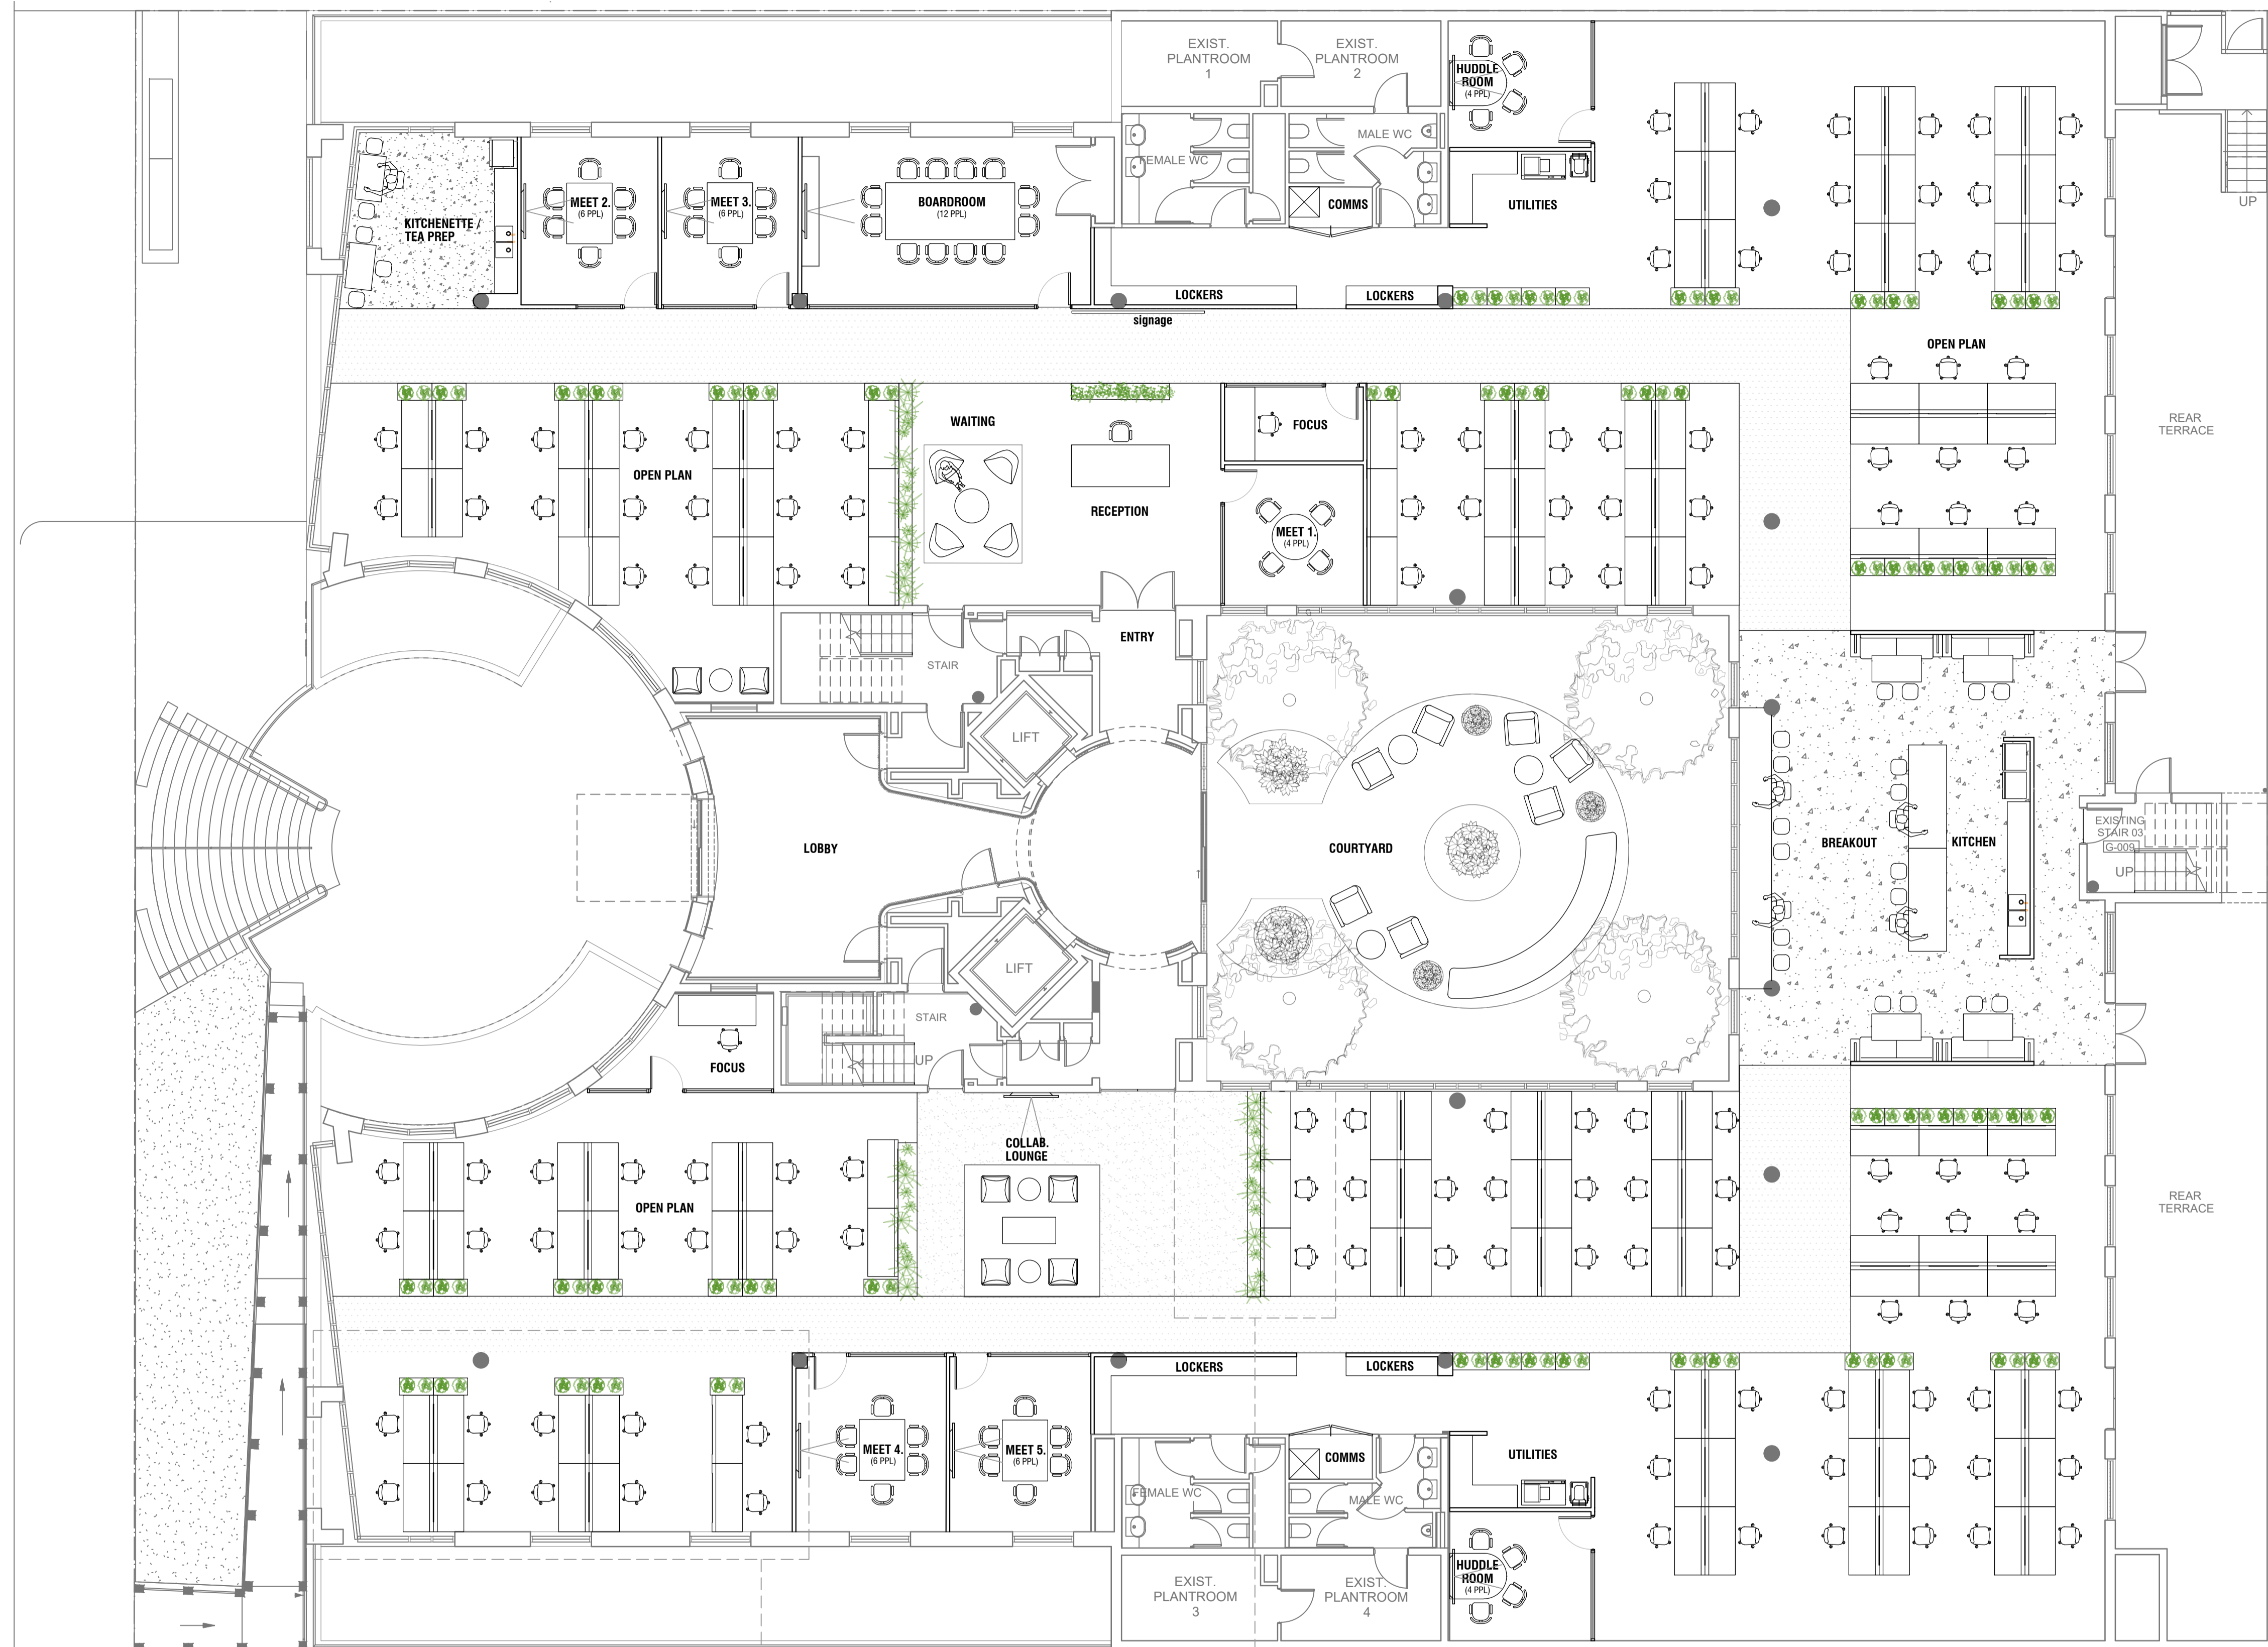 EXIST.
PLANTROOM
1
EXIST.
PLANTROOM
2
HUDDLE
ROOM
(4 PPL)
MALE WC
FEMALE WC
KITCHENETTE /
TEA PREP
MEET 2.
(6 PPL)
MEET 3.
(6 PPL)
BOARDROOM
(12 PPL)
COMMS
UTILITIES
UP
LOCKERS
LOCKERS
signage
OPEN PLAN
WAITING
FOCUS
REAR
TERRACE
OPEN PLAN
RECEPTION
MEET 1.
(4 PPL)
ENTRY
STAIR
LIFT
LOBBY
COURTYARD
BREAKOUT
KITCHEN
EXISTING
STAIR 03
G-009
UP
LIFT
STAIR
UP
FOCUS
COLLAB.
LOUNGE
OPEN PLAN
REAR
TERRACE
LOCKERS
LOCKERS
MEET 4.
(6 PPL)
MEET 5.
(6 PPL)
COMMS
UTILITIES
FEMALE WC
MALE WC
EXIST.
PLANTROOM
3
EXIST.
PLANTROOM
4
HUDDLE
ROOM
(4 PPL)